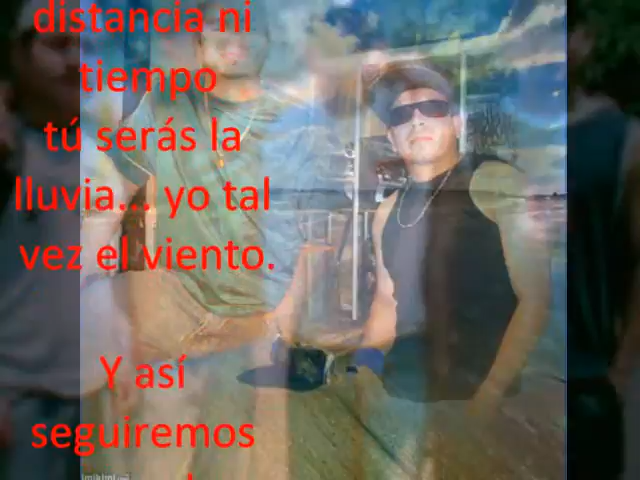 distancia ni
tiempo
tú serás la
lluvia... yo tal
vez el viento.
Y así
seguiremos